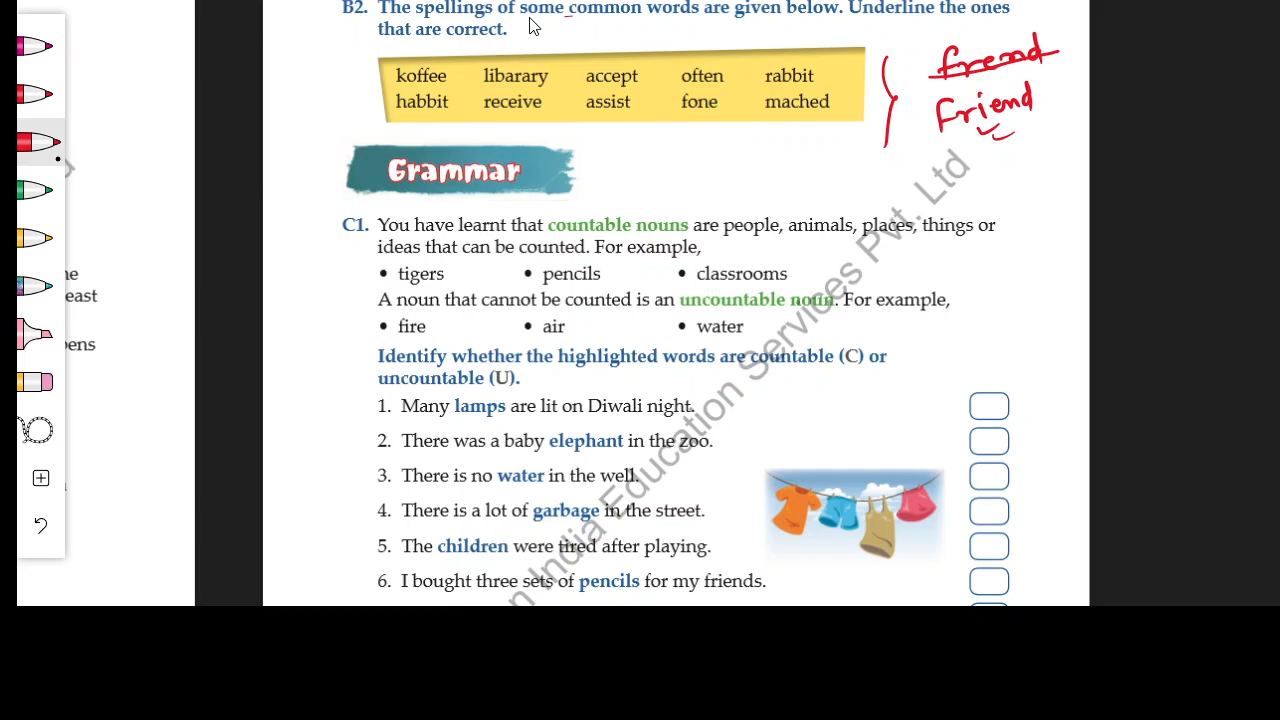 B2. The spellings of some common words are given below. Underline the ones
that are correct.
koffee libarary accept often rabbit
habbit receive assist fone mached
frend
Friend
Grammar
C1. You have learnt that countable nouns are people, animals, places, things or
ideas that can be counted. For example,
• tigers • pencils • classrooms
A noun that cannot be counted is an uncountable noun. For example,
• fire • air • water
Identify whether the highlighted words are countable (C) or
uncountable (U).
1. Many lamps are lit on Diwali night.
2. There was a baby elephant in the zoo.
3. There is no water in the well.
4. There is a lot of garbage in the street.
5. The children were tired after playing.
6. I bought three sets of pencils for my friends.
east
n India Education Services Pvt. Ltd